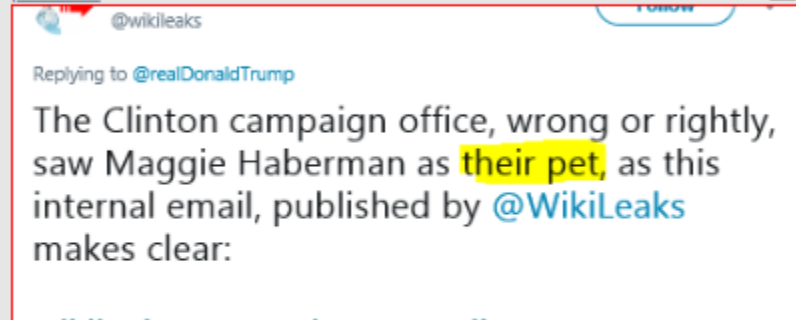 @wikileaks
Replying to @realDonaldTrump
The Clinton campaign office, wrong or rightly,
saw Maggie Haberman as their pet, as this
internal email, published by @WikiLeaks
makes clear: